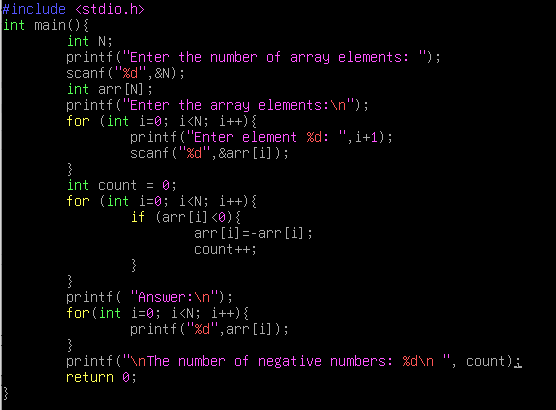 #include <stdio.h>
int main(){
        int N;
        printf("Enter the number of array elements: ");
        scanf("%d",&N);
        int arr[N];
        printf("Enter the array elements:\n");
        for (int i=0; i<N; i++){
                printf("Enter element %d: ",i+1);
                scanf("%d",&arr[i]);
        }
        int count = 0;
        for (int i=0; i<N; i++){
                if (arr[i]<0){
                        arr[i]=-arr[i];
                        count++;
                }
        }
        printf( "Answer:\n");
        for(int i=0; i<N; i++){
                printf("%d",arr[i]);
        }
        printf("\nThe number of negative numbers: %d\n ", count);
        return 0;
}